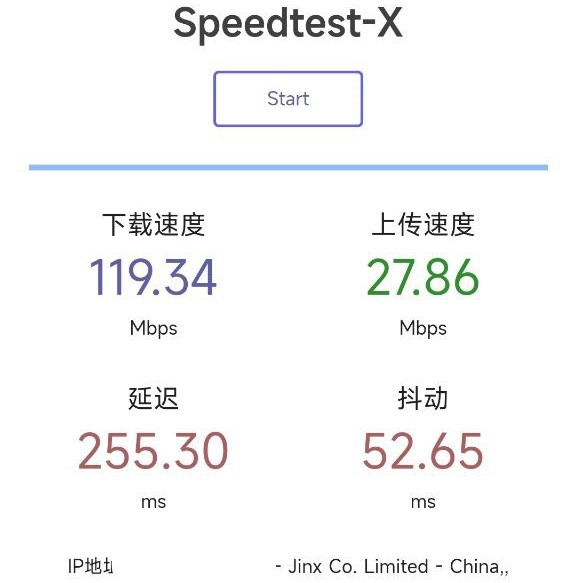 Speedtest-X
Start
下载速度 上传速度
119.34 27.86
Mbps Mbps
延迟 抖动
255.30 52.65
ms ms
IP地址 - Jinx Co. Limited - China,,